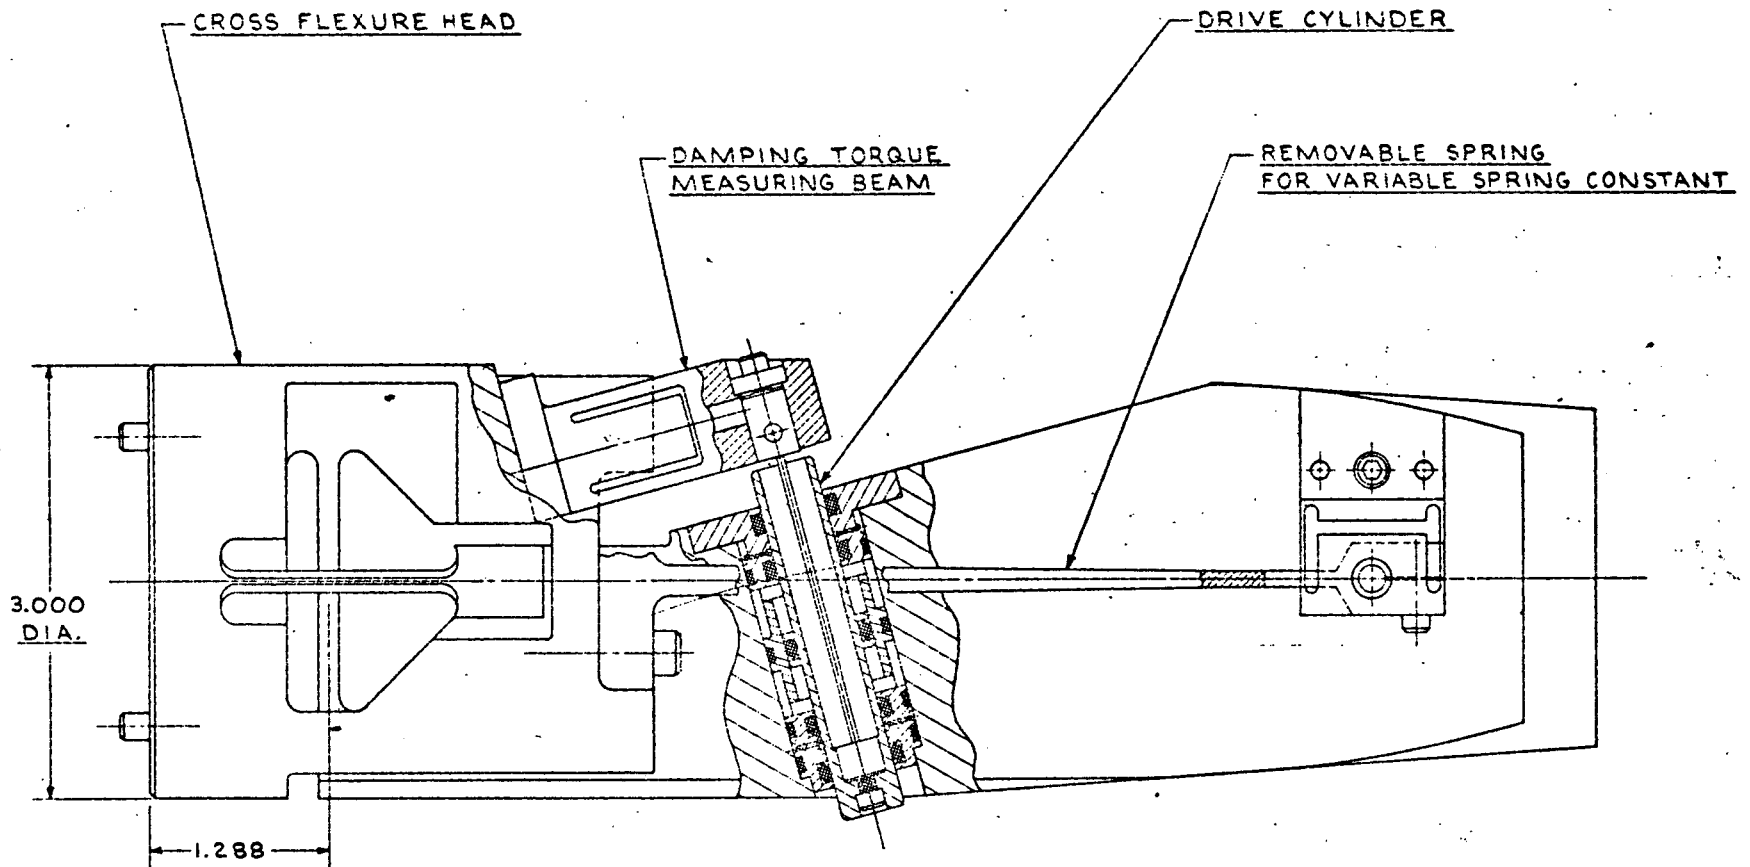 CROSS FLEXURE HEAD
DRIVE CYLINDER
DAMPING TORQUE
MEASURING BEAM
REMOVABLE SPRING
FOR VARIABLE SPRING CONSTANT
3.000
DIA.
1.288